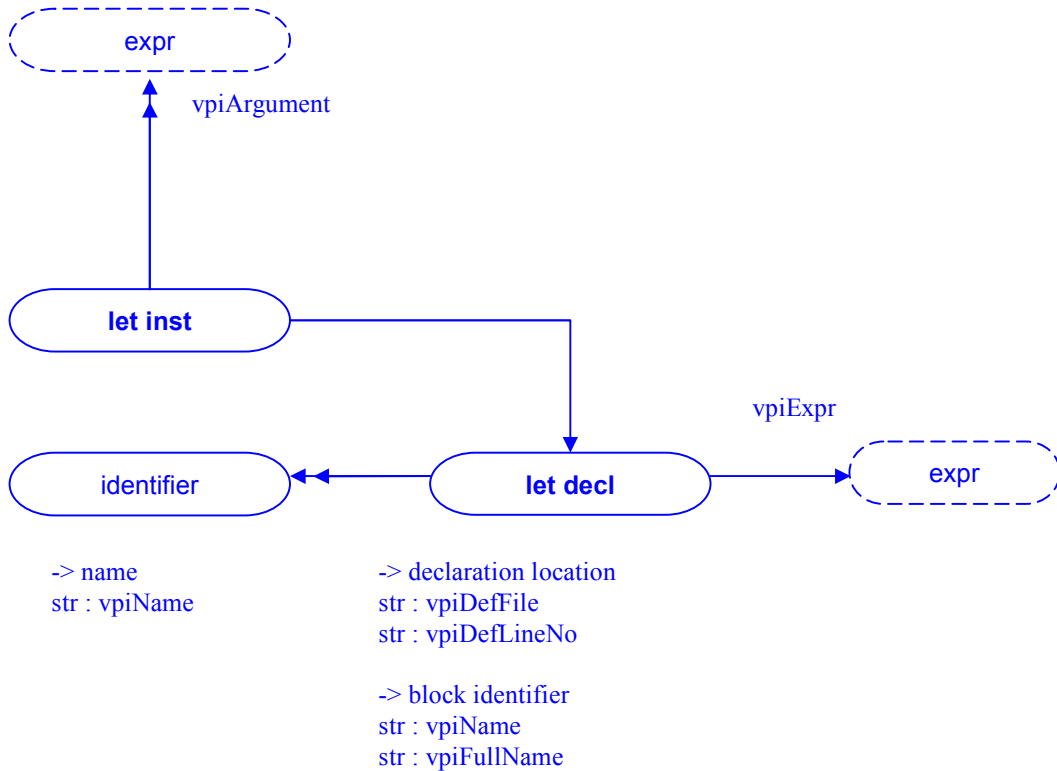 expr
vpiArgument
let inst
vpiExpr
identifier
let decl
expr
-> name
str : vpiName
-> declaration location
str : vpiDefFile
str : vpiDefLineNo
-> block identifier
str : vpiName
str : vpiFullName